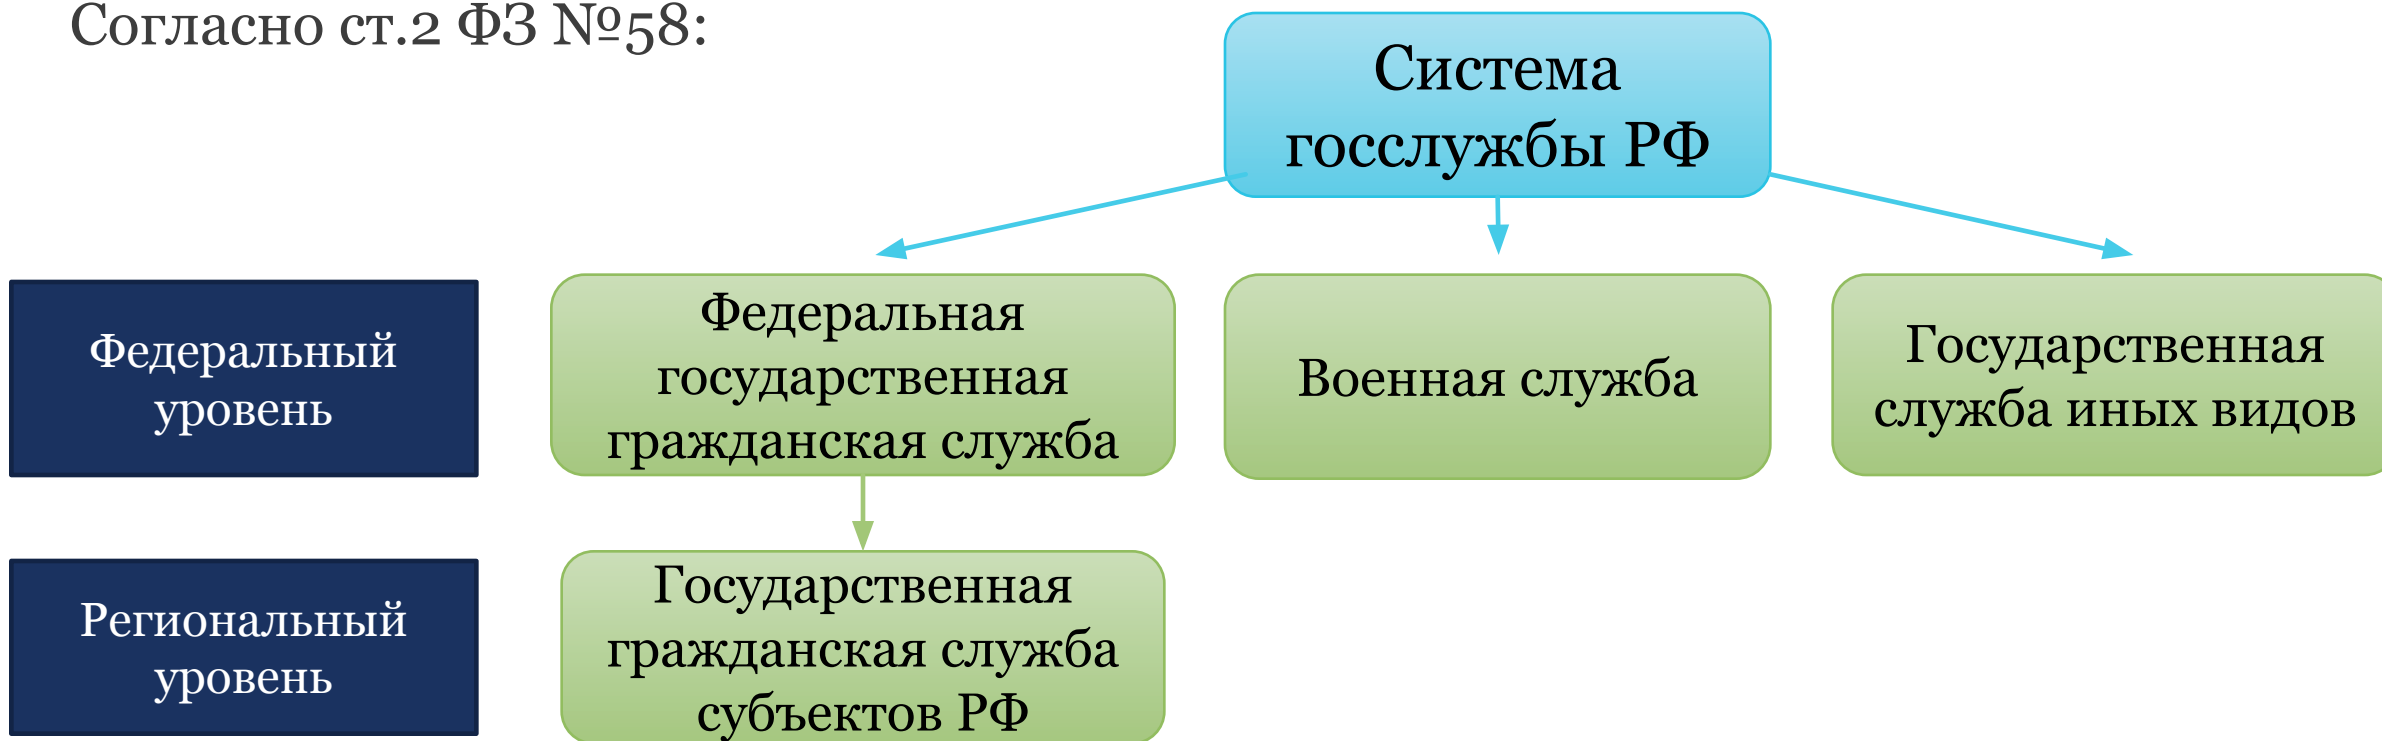 Согласно ст.2 ФЗ №58:
Система
госслужбы РФ
Федеральный
уровень
Федеральная
государственная
гражданская служба
Военная служба
Государственная
служба иных видов
Региональный
уровень
Государственная
гражданская служба
субъектов РФ